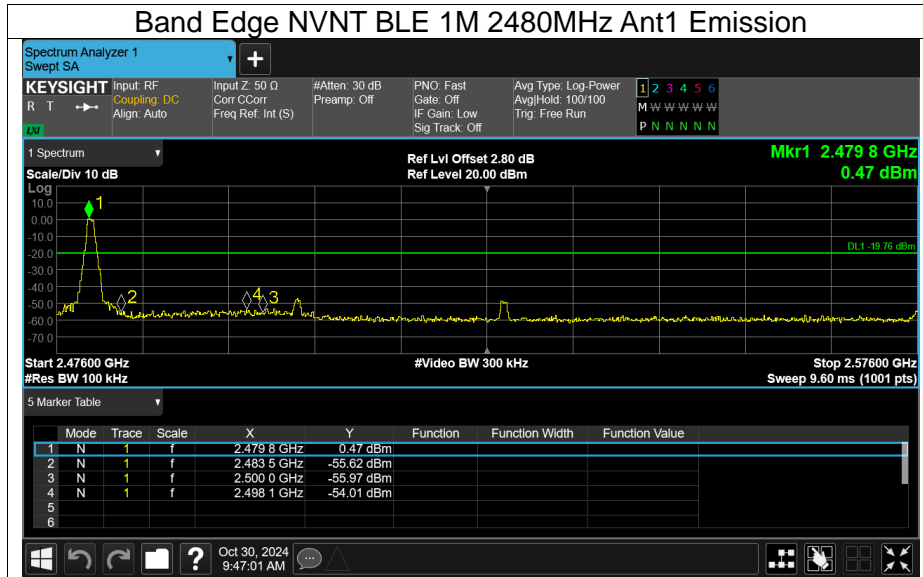 Band Edge NVNT BLE 1M 2480MHz Ant1 Emission
Spectrum Analyzer 1
Swept SA
+
KEYSIGHT Input: RF Input Z: 50 Ω #Atten: 30 dB PNO: Fast Avg Type: Log-Power 1 2 3 4 5 6
R T Coupling: DC Corr CCorr Preamp: Off Gate: Off Avg|Hold: 100/100 M W W W W W
Align: Auto Freq Ref: Int (S) IF Gain: Low Trig: Free Run
LXI Sig Track: Off P N N N N N
1 Spectrum Ref Lvl Offset 2.80 dB Mkr1 2.479 8 GHz
Scale/Div 10 dB Ref Level 20.00 dBm 0.47 dBm
Log
10.0
1
0.00
-10.0
DL1 -19.76 dBm
-20.0
-30.0
-40.0
2 4 3
-50.0
-60.0
-70.0
Start 2.47600 GHz #Video BW 300 kHz Stop 2.57600 GHz
#Res BW 100 kHz Sweep 9.60 ms (1001 pts)
5 Marker Table
Mode Trace Scale X Y Function Function Width Function Value
1 N 1 f 2.479 8 GHz 0.47 dBm
2 N 1 f 2.483 5 GHz -55.62 dBm
3 N 1 f 2.500 0 GHz -55.97 dBm
4 N 1 f 2.498 1 GHz -54.01 dBm
5
6
? Oct 30, 2024
9:47:01 AM